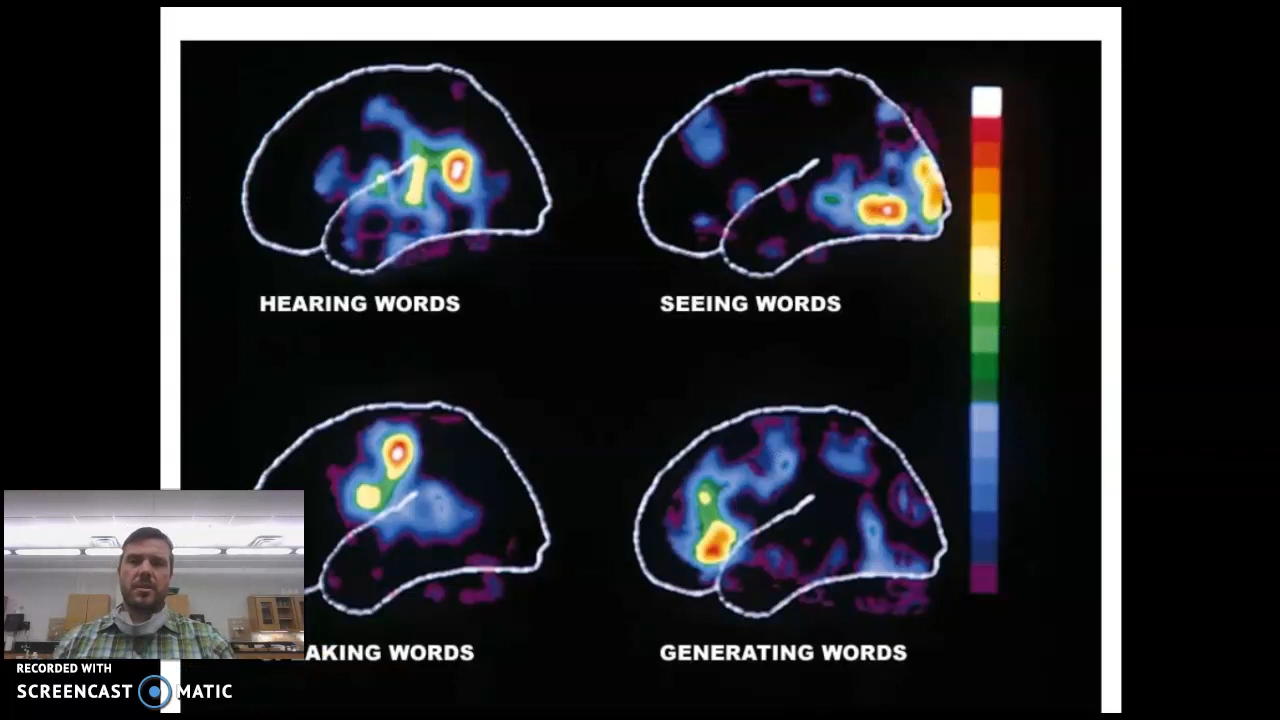 HEARING WORDS
SEEING WORDS
AKING WORDS
GENERATING WORDS
RECORDED WITH
SCREENCAST MATIC